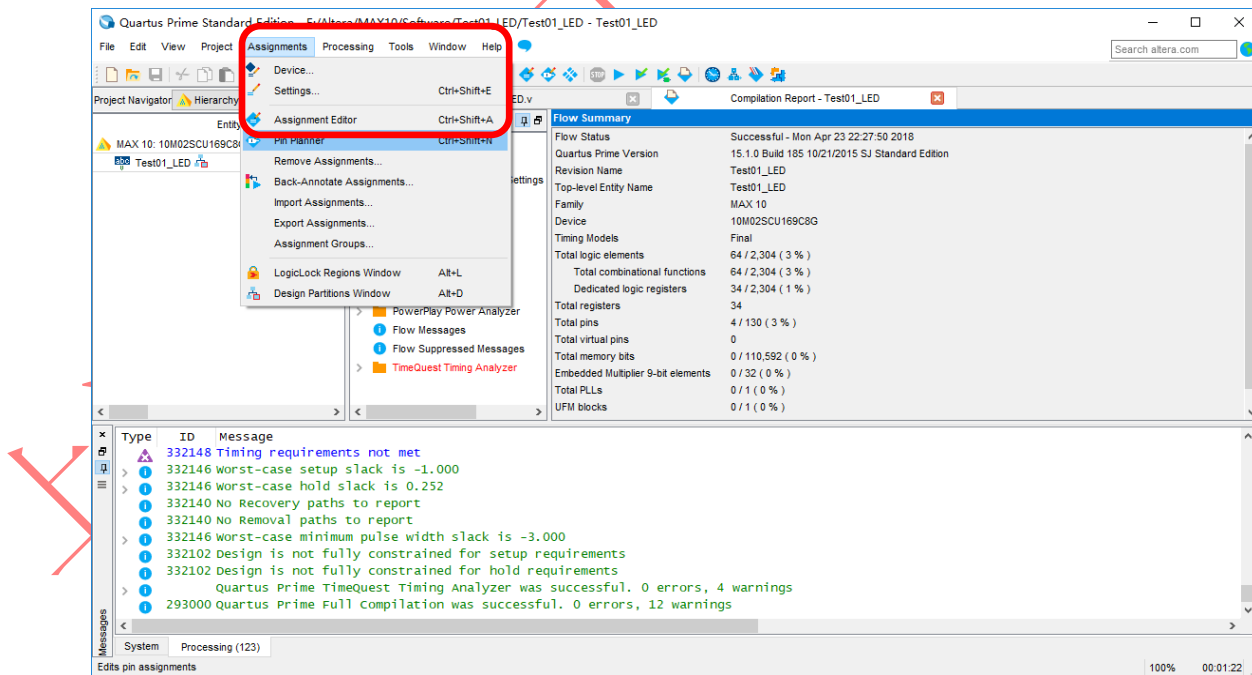 Quartus Prime Standard Edition - E:/Altera/MAX10/Software/Test01_LED/Test01_LED - Test01_LED
File Edit View Project Assignments Processing Tools Window Help
Search altera.com
Device...
Settings... Ctrl+Shift+E
Assignment Editor Ctrl+Shift+A
Pin Planner Ctrl+Shift+N
Remove Assignments...
Back-Annotate Assignments...
Import Assignments...
Export Assignments...
Assignment Groups...
LogicLock Regions Window Alt+L
Design Partitions Window Alt+D
Project Navigator Hierarchy
Entity
MAX 10: 10M02SCU169C8G
Test01_LED
ED.v
Compilation Report - Test01_LED
Settings
PowerPlay Power Analyzer
Flow Messages
Flow Suppressed Messages
TimeQuest Timing Analyzer
Flow Summary
Flow Status Successful - Mon Apr 23 22:27:50 2018
Quartus Prime Version 15.1.0 Build 185 10/21/2015 SJ Standard Edition
Revision Name Test01_LED
Top-level Entity Name Test01_LED
Family MAX 10
Device 10M02SCU169C8G
Timing Models Final
Total logic elements 64 / 2,304 ( 3 % )
Total combinational functions 64 / 2,304 ( 3 % )
Dedicated logic registers 34 / 2,304 ( 1 % )
Total registers 34
Total pins 4 / 130 ( 3 % )
Total virtual pins 0
Total memory bits 0 / 110,592 ( 0 % )
Embedded Multiplier 9-bit elements 0 / 32 ( 0 % )
Total PLLs 0 / 1 ( 0 % )
UFM blocks 0 / 1 ( 0 % )
Type ID Message
332148 Timing requirements not met
332146 Worst-case setup slack is -1.000
332146 Worst-case hold slack is 0.252
332140 No Recovery paths to report
332140 No Removal paths to report
332146 Worst-case minimum pulse width slack is -3.000
332102 Design is not fully constrained for setup requirements
332102 Design is not fully constrained for hold requirements
Quartus Prime TimeQuest Timing Analyzer was successful. 0 errors, 4 warnings
293000 Quartus Prime Full Compilation was successful. 0 errors, 12 warnings
Messages
System Processing (123)
Edits pin assignments
100% 00:01:22